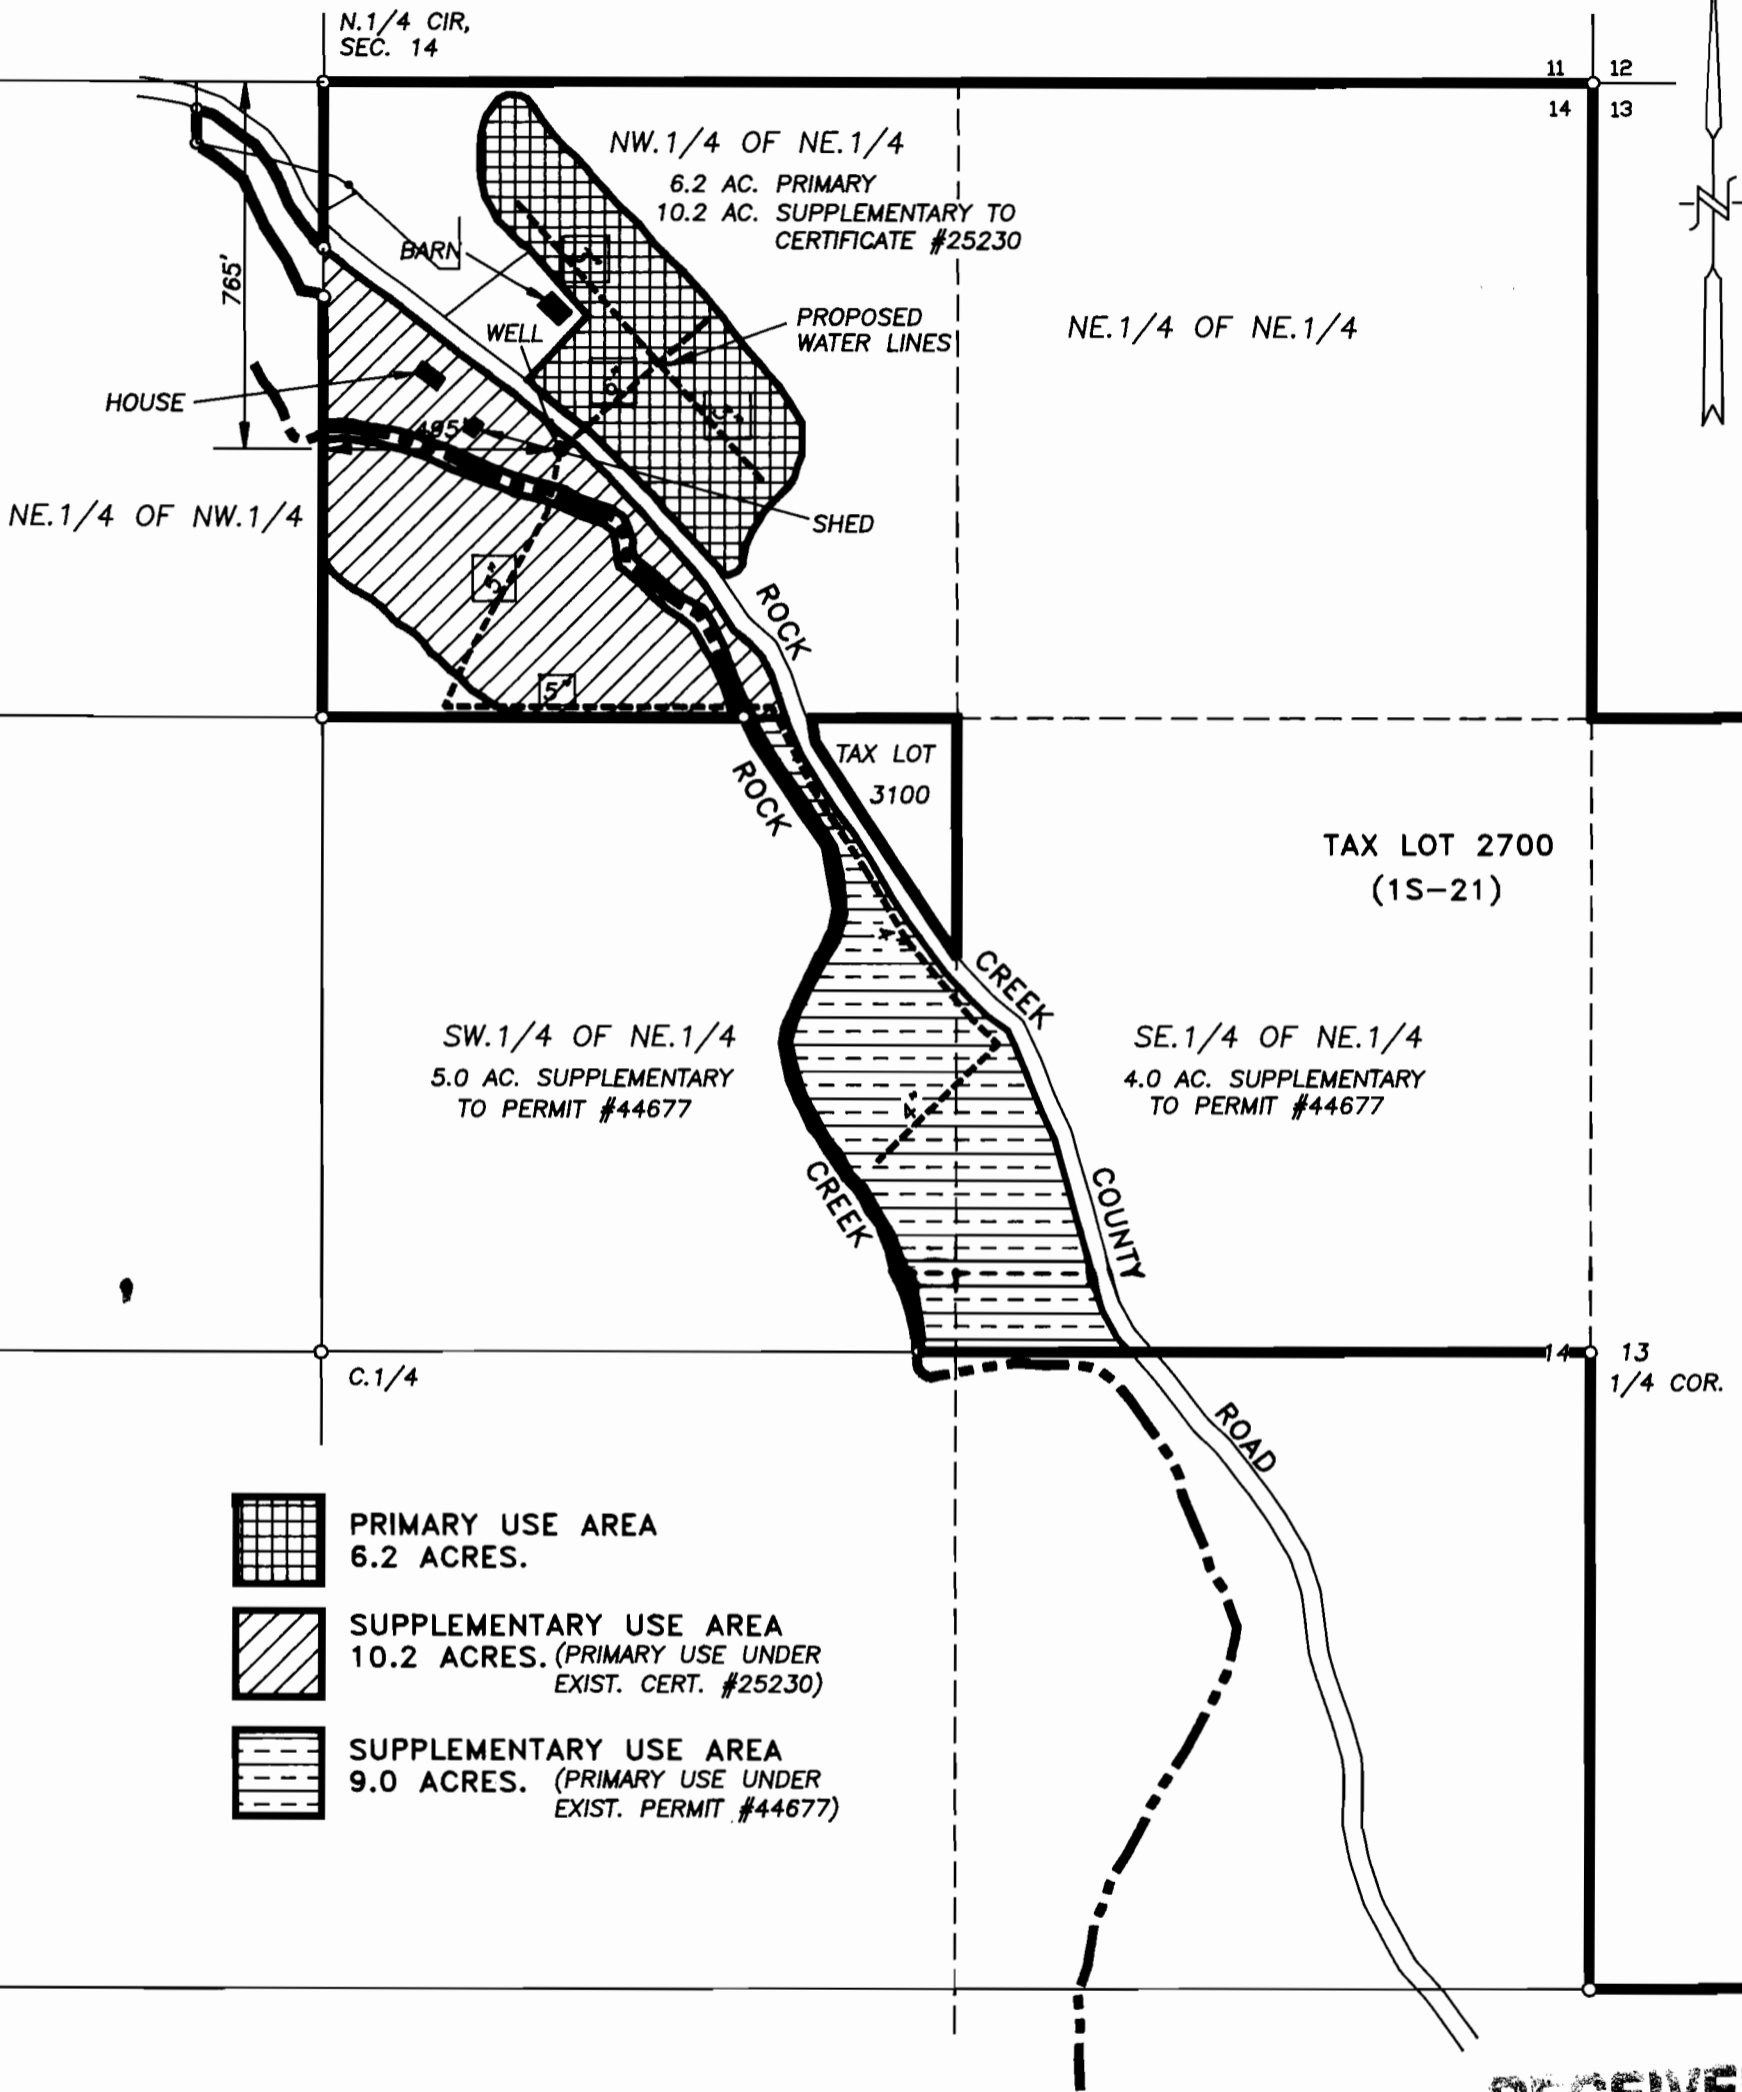 N.1/4 CIR,
SEC. 14
11 12
14 13
NW.1/4 OF NE.1/4
6.2 AC. PRIMARY
10.2 AC. SUPPLEMENTARY TO
CERTIFICATE #25230
N
BARN
765'
WELL
PROPOSED
WATER LINES
NE.1/4 OF NE.1/4
HOUSE
495'
NE.1/4 OF NW.1/4
SHED
5"
ROCK
5"
TAX LOT
3100
ROCK
TAX LOT 2700
(1S-21)
4"
CREEK
SW.1/4 OF NE.1/4
5.0 AC. SUPPLEMENTARY
TO PERMIT #44677
SE.1/4 OF NE.1/4
4.0 AC. SUPPLEMENTARY
TO PERMIT #44677
4"
CREEK
COUNTY
C.1/4
14 13
1/4 COR.
ROAD
PRIMARY USE AREA
6.2 ACRES.
SUPPLEMENTARY USE AREA
10.2 ACRES. (PRIMARY USE UNDER
EXIST. CERT. #25230)
SUPPLEMENTARY USE AREA
9.0 ACRES. (PRIMARY USE UNDER
EXIST. PERMIT #44677)